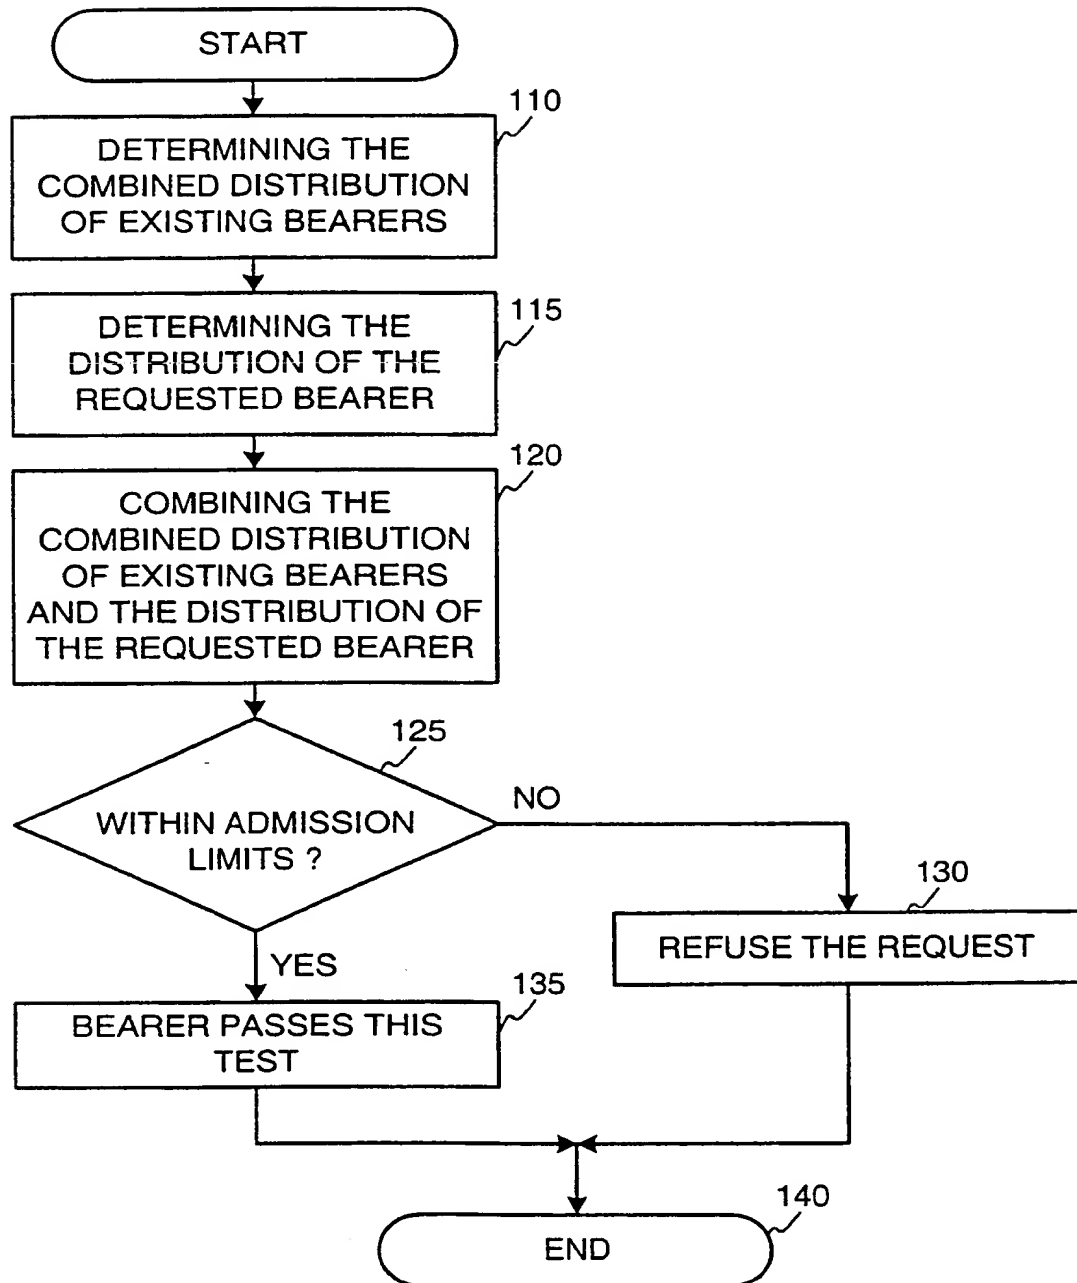 START
110
DETERMINING THE
COMBINED DISTRIBUTION
OF EXISTING BEARERS
115
DETERMINING THE
DISTRIBUTION OF THE
REQUESTED BEARER
120
COMBINING THE
COMBINED DISTRIBUTION
OF EXISTING BEARERS
AND THE DISTRIBUTION OF
THE REQUESTED BEARER
125
WITHIN ADMISSION
LIMITS ?
NO
130
REFUSE THE REQUEST
YES
135
BEARER PASSES THIS
TEST
140
END